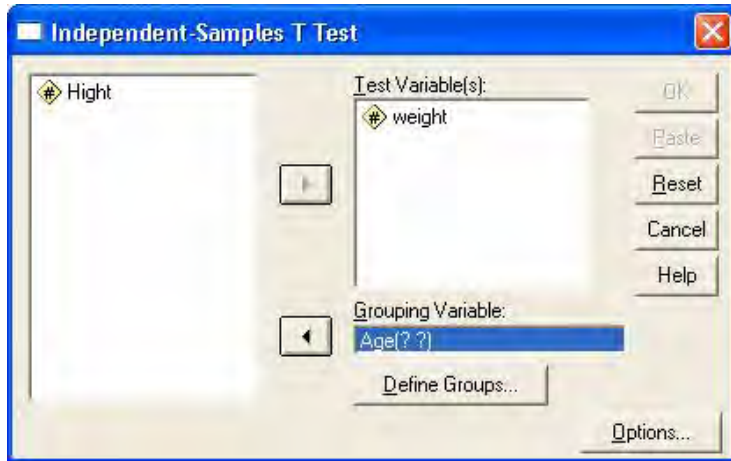 Independent-Samples T Test
# Hight
Test Variable(s):
# weight
OK
Paste
Reset
Cancel
Help
Grouping Variable:
Age(? ?)
Define Groups...
Options...